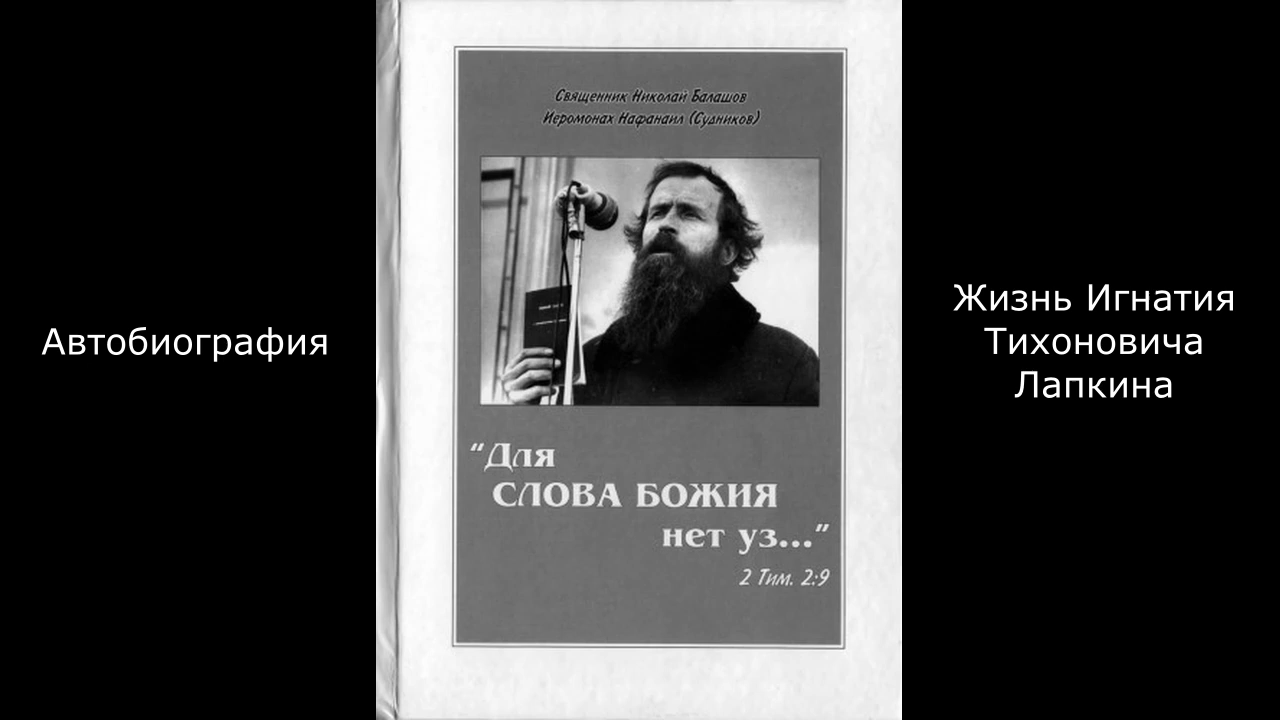 Автобиография
Священник Николай Балашов
Иеромонах Нафанаил (Судников)
“Для
СЛОВА БОЖИЯ
нет уз...”
2 Тим. 2:9
Жизнь Игнатия
Тихоновича
Лапкина